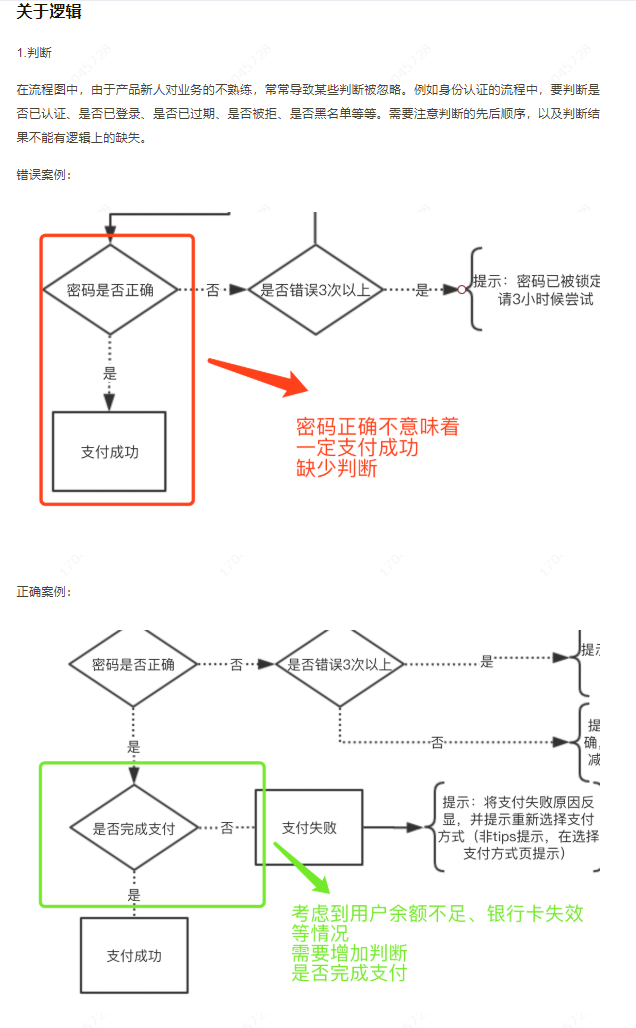 关于逻辑
1.判断
在流程图中，由于产品新人对业务的不熟练，常常导致某些判断被忽略。例如身份认证的流程中，要判断是
否已认证、是否已登录、是否已过期、是否被拒、是否黑名单等等。需要注意判断的先后顺序，以及判断结
果不能有逻辑上的缺失。
错误案例：
密码是否正确
否
是否错误3次以上
是
提示：密码已被锁定
请3小时候尝试
是
支付成功
密码正确不意味着
一定支付成功
缺少判断
正确案例：
密码是否正确
否
是否错误3次以上
是
提示
是
否
提
确，
减
是否完成支付
否
支付失败
提示：将支付失败原因反
显，并提示重新选择支付
方式（非tips提示，在选择
支付方式页提示）
是
支付成功
考虑到用户余额不足、银行卡失效
等情况
需要增加判断
是否完成支付